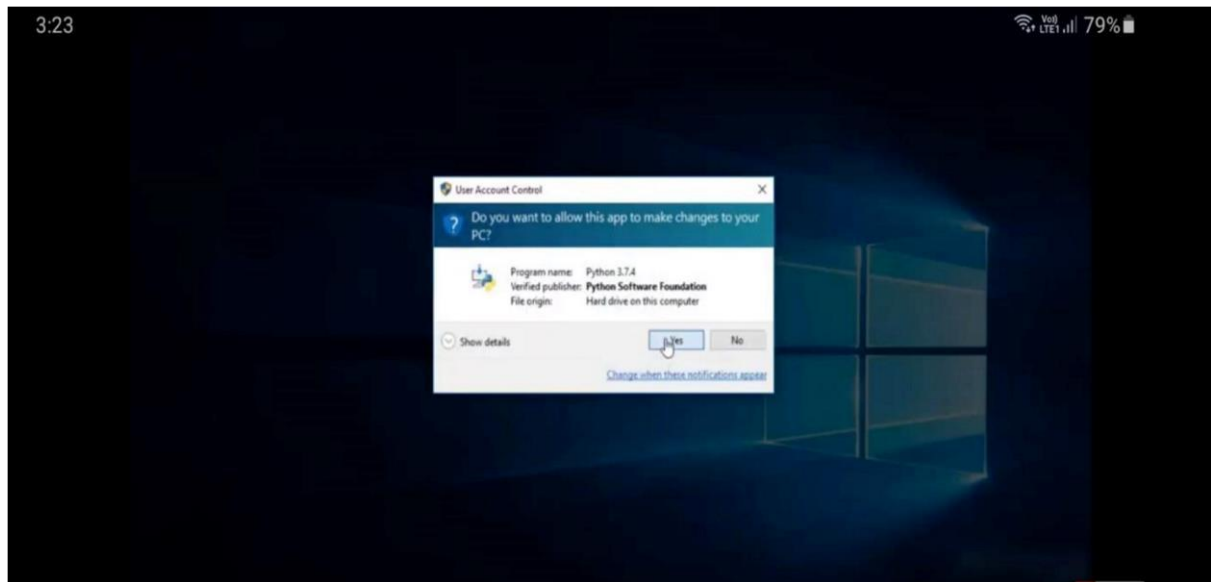 3:23
Vo) LTE1 79%
User Account Control
Do you want to allow this app to make changes to your
PC?
Program name: Python 3.7.4
Verified publisher: Python Software Foundation
File origin: Hard drive on this computer
Show details
Yes No
Change when these notifications appear